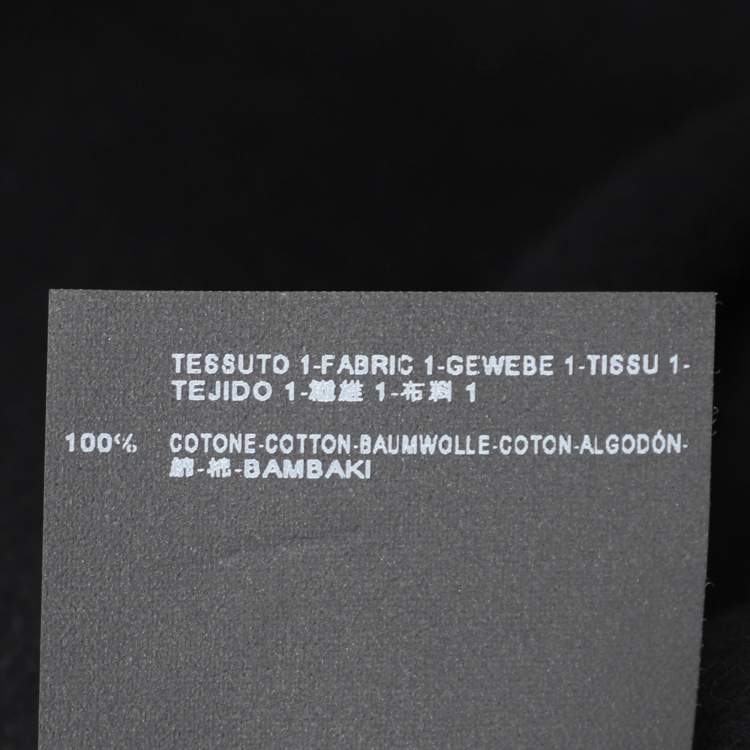 TESSUTO 1-FABRIC 1-GEWEBE 1-TISSU 1-
TEJIDO 1-繊維 1-布料 1
100% COTONE-COTTON-BAUMWOLLE-COTON-ALGODÓN-
綿-棉-BAMBAKI